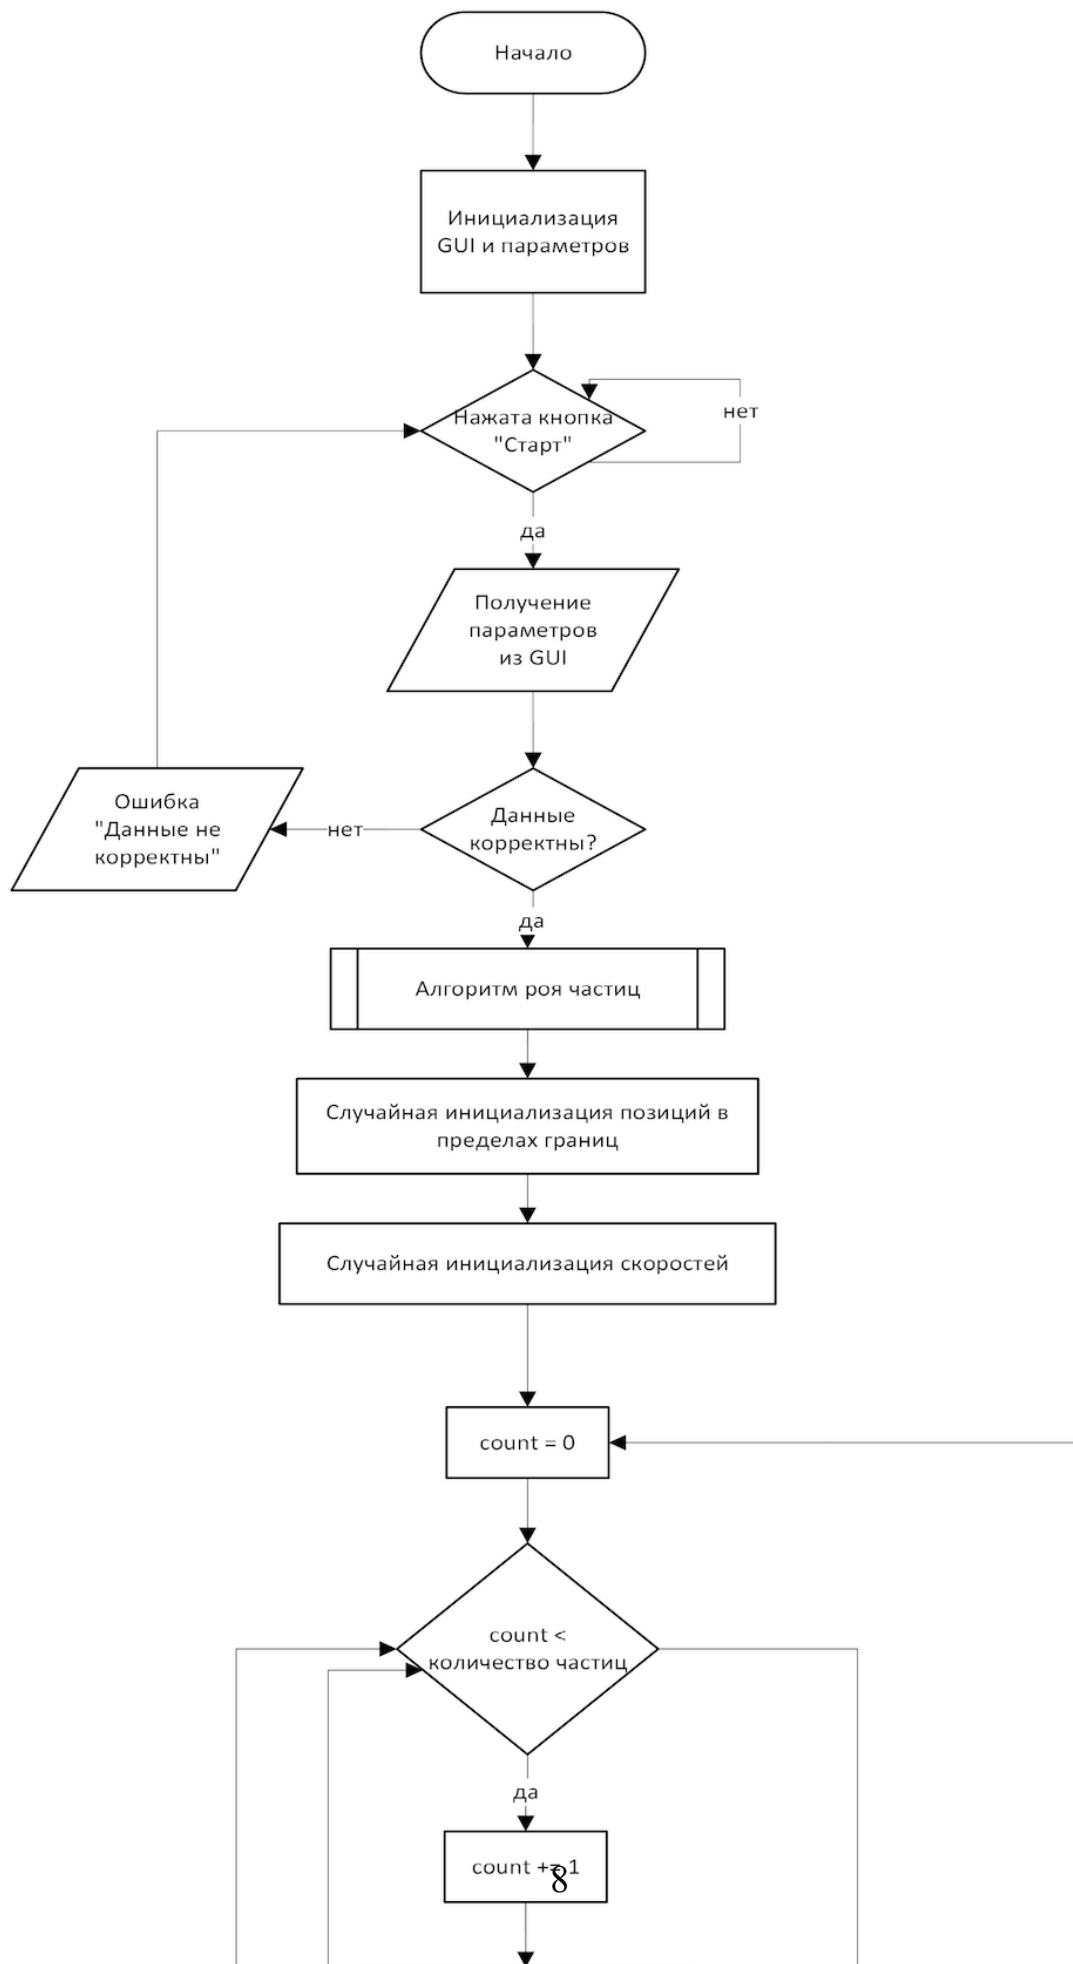 Начало
Инициализация
GUI и параметров
Нажата кнопка
"Старт"
нет
да
Получение
параметров
из GUI
Ошибка
"Данные не
корректны"
нет
Данные
корректны?
да
Алгоритм роя частиц
Случайная инициализация позиций в
пределах границ
Случайная инициализация скоростей
count = 0
count <
количество частиц
да
count += 1
8